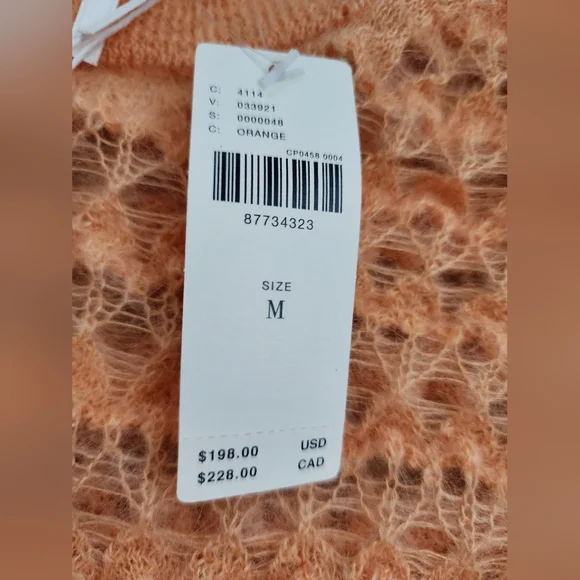 C: 4114
V: 033921
S: 0000048
C: ORANGE
CP0458 0004
87734323
SIZE
M
$198.00 USD
$228.00 CAD